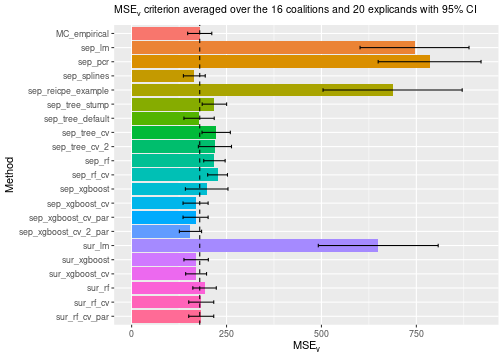 MSEv criterion averaged over the 16 coalitions and 20 explicands with 95% CI
MC_empirical
sep_lm
sep_pcr
sep_splines
sep_reicpe_example
sep_tree_stump
sep_tree_default
sep_tree_cv
sep_tree_cv_2
sep_rf
sep_rf_cv
sep_xgboost
sep_xgboost_cv
sep_xgboost_cv_par
sep_xgboost_cv_2_par
sur_lm
sur_xgboost
sur_xgboost_cv
sur_rf
sur_rf_cv
sur_rf_cv_par
Method
0 250 500 750
MSEv